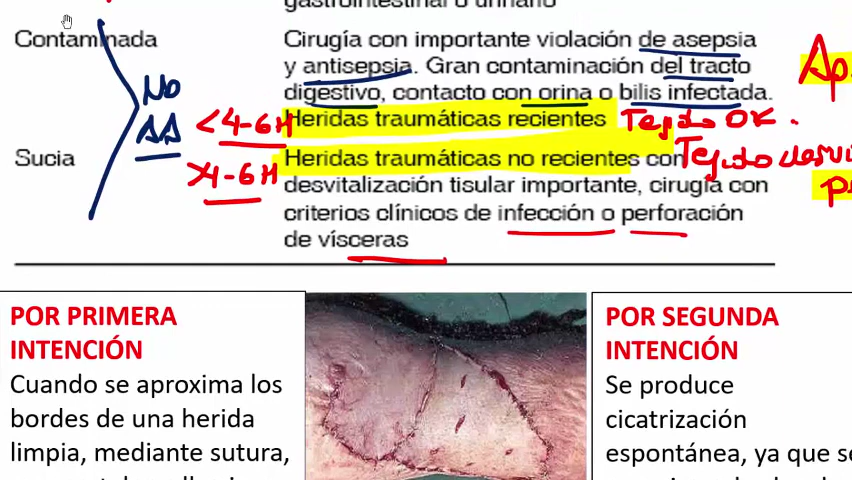 gastrointestinal o urinario
Contaminada
Cirugía con importante violación de asepsia
y antisepsia. Gran contaminación del tracto
digestivo, contacto con orina o bilis infectada.
No
AA
<4-6H
Heridas traumáticas recientes
Tejido OK.
Sucia
>4-6H
Heridas traumáticas no recientes con
Tejido
desvitalización tisular importante, cirugía con
criterios clínicos de infección o perforación
de vísceras
POR PRIMERA
INTENCIÓN
Cuando se aproxima los
bordes de una herida
limpia, mediante sutura,
POR SEGUNDA
INTENCIÓN
Se produce
cicatrización
espontánea, ya que se